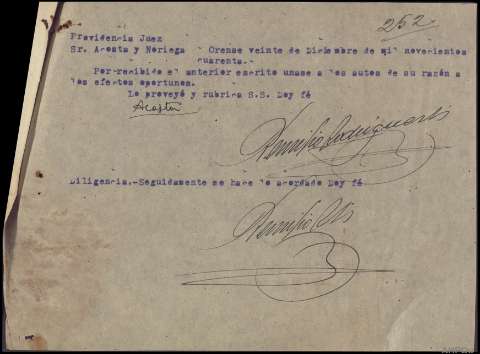 252
Providencia Juez
Sr. Acosta y Noriega Orense veinte de Diciembre de mil novecientos
cuarenta.
Por-recibido el anterior escrito unase a los autos de su razón a
los efectos oportunos.
Lo proveyó y rubrica S.S. Doy fé
Diligencia.-Seguidamente se hace lo acordado Doy fé